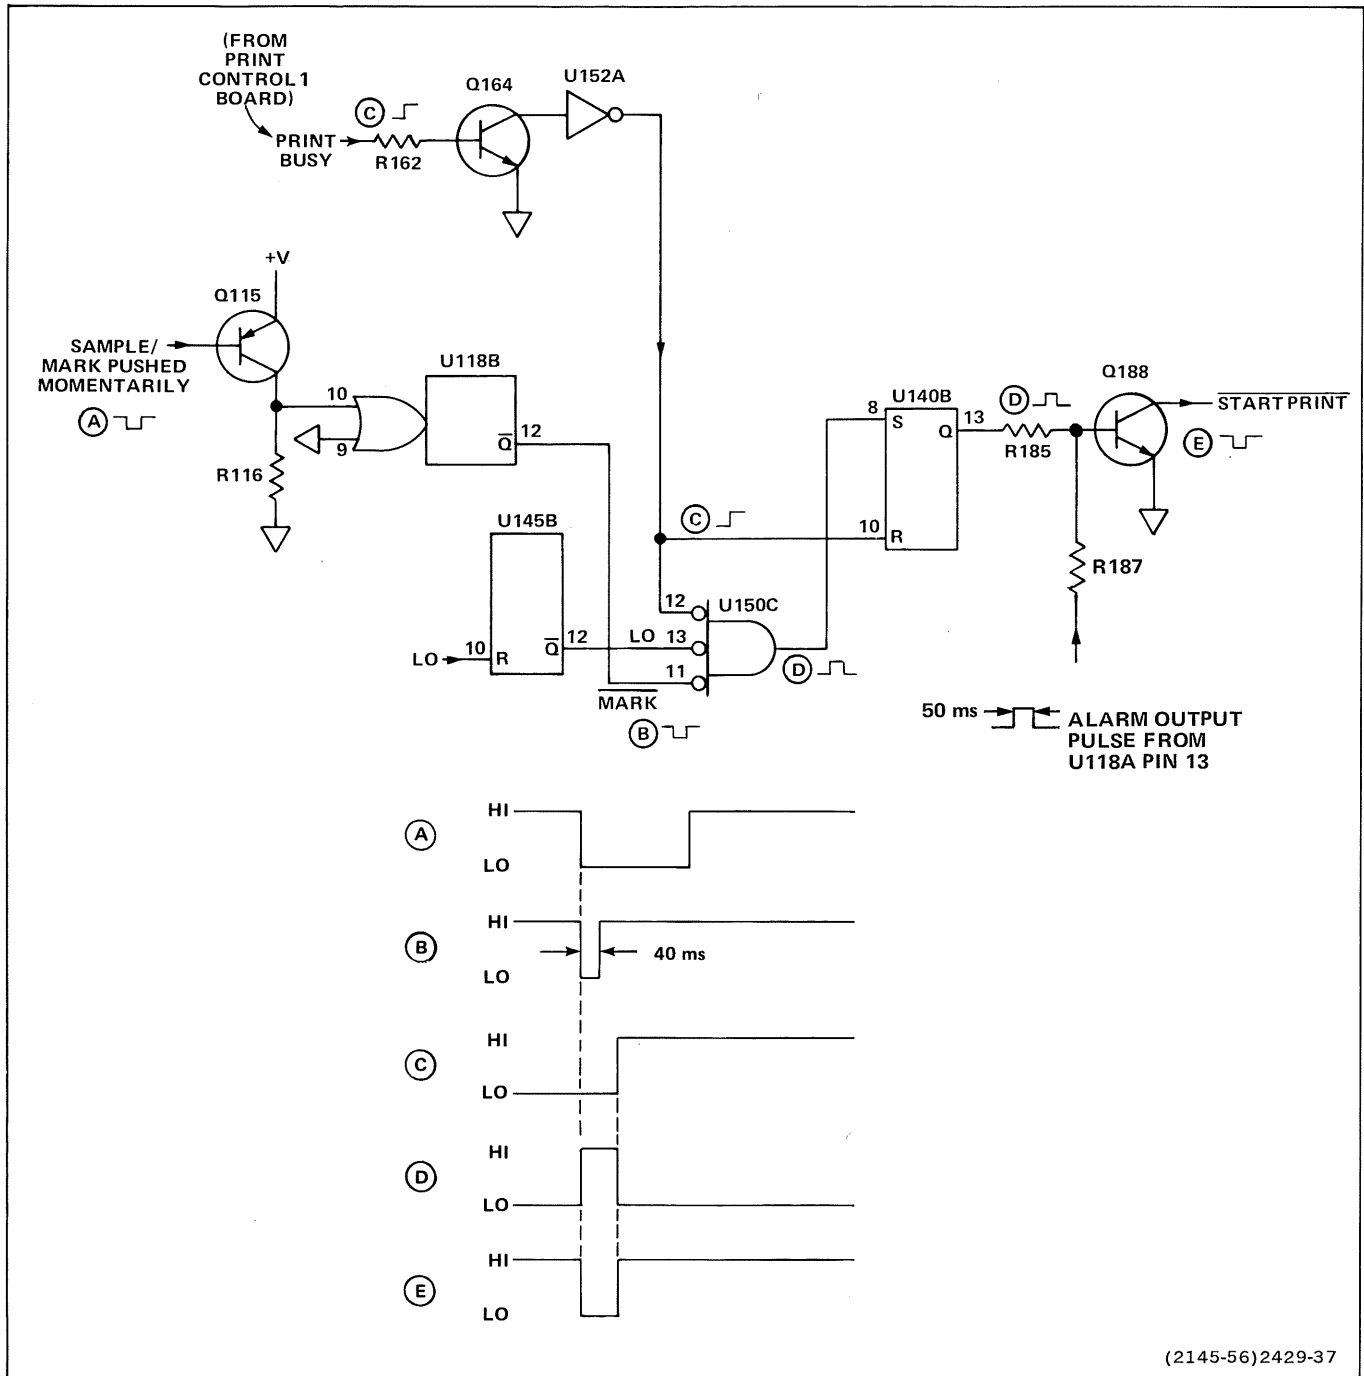 (FROM
PRINT
CONTROL 1
BOARD)
PRINT
BUSY
C
R162
Q164
U152A
+V
Q115
SAMPLE/
MARK PUSHED
MOMENTARILY
A
R116
10
9
U118B
Q
12
U145B
LO
10
R
Q
12
LO
13
12
11
U150C
MARK
B
C
D
U140B
8
S
Q
13
10
R
D
R185
Q188
STARTPRINT
E
R187
50 ms
ALARM OUTPUT
PULSE FROM
U118A PIN 13
A
HI
LO
B
HI
LO
40 ms
C
HI
LO
D
HI
LO
E
HI
LO
(2145-56)2429-37